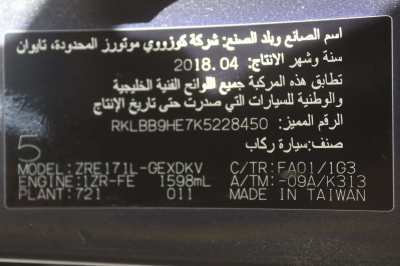 اسم الصانع وبلد الصنع: شركة كوزووي موتورز المحدودة، تايوان
سنة وشهر الانتاج: 2018.04
تطابق هذه المركبة جميع اللوائح الفنية الخليجية
والوطنية للسيارات التي صدرت حتى تاريخ الإنتاج
الرقم المميز: RKLBB9HE7K5228450
صنف: سيارة ركاب
5
MODEL: ZRE171L-GEXDKV C/TR: FA01/1G3
ENGINE: 1ZR-FE 1598mL A/TM: -09A/K313
PLANT: 721 011 MADE IN TAIWAN